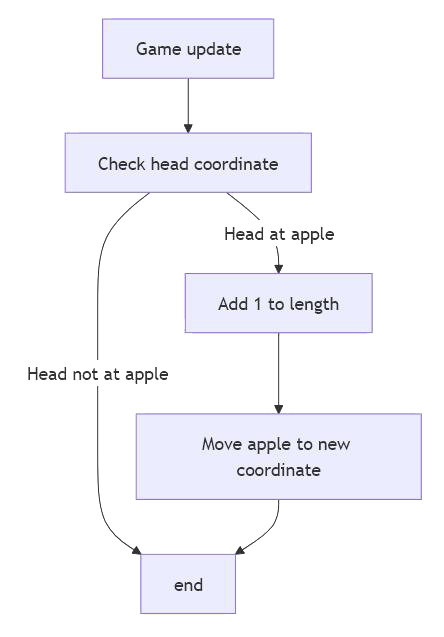 Game update
Check head coordinate
Head at apple
Add 1 to length
Head not at apple
Move apple to new
coordinate
end